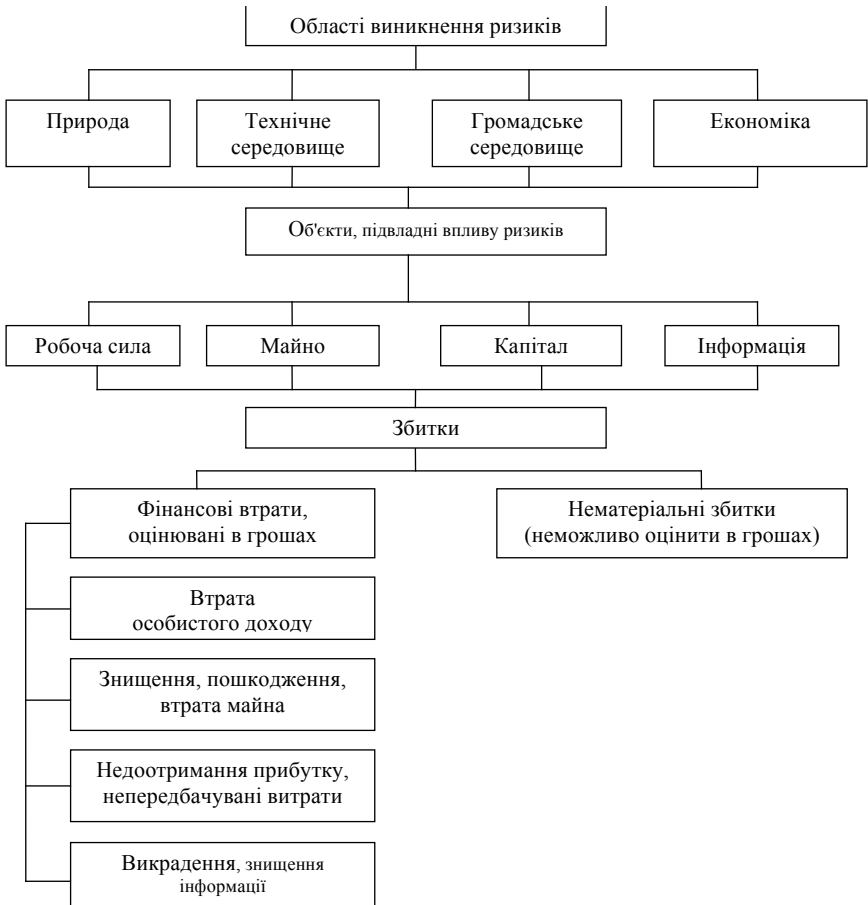 Області виникнення ризиків
Природа
Технічне
середовище
Громадське
середовище
Економіка
Об'єкти, підвладні впливу ризиків
Робоча сила
Майно
Капітал
Інформація
Збитки
Фінансові втрати,
оцінювані в грошах
Нематеріальні збитки
(неможливо оцінити в грошах)
Втрата
особистого доходу
Знищення, пошкодження,
втрата майна
Недоотримання прибутку,
непередбачувані витрати
Викрадення, знищення
інформації